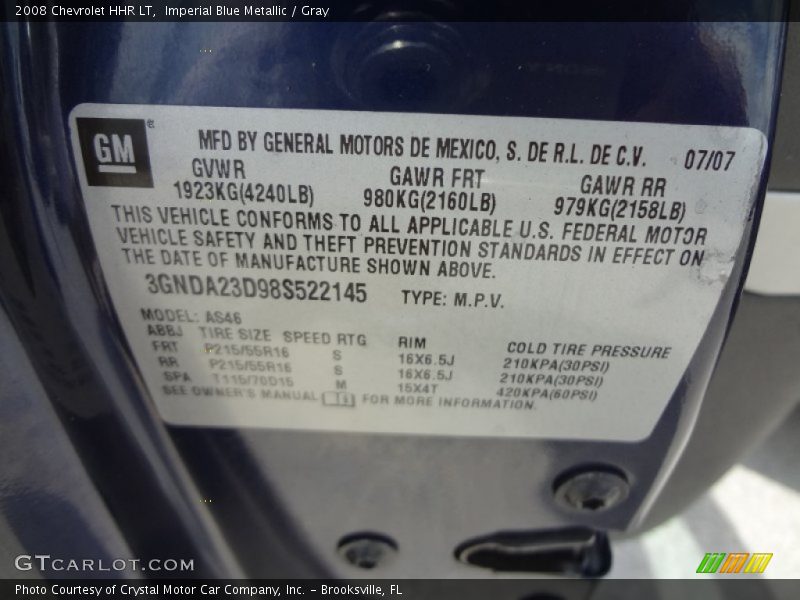 2008 Chevrolet HHR LT, Imperial Blue Metallic / Gray
GM ® MFD BY GENERAL MOTORS DE MEXICO, S. DE R.L. DE C.V. 07/07
GVWR GAWR FRT GAWR RR
1923KG(4240LB) 980KG(2160LB) 979KG(2158LB)
THIS VEHICLE CONFORMS TO ALL APPLICABLE U.S. FEDERAL MOTOR
VEHICLE SAFETY AND THEFT PREVENTION STANDARDS IN EFFECT ON
THE DATE OF MANUFACTURE SHOWN ABOVE.
3GNDA23D98S522145 TYPE: M.P.V.
MODEL: AS46
ABBJ TIRE SIZE SPEED RTG RIM COLD TIRE PRESSURE
FRT P215/55R16 S 16X6.5J 210KPA(30PSI)
RR P215/55R16 S 16X6.5J 210KPA(30PSI)
SPA T115/70D15 M 15X4T 420KPA(60PSI)
SEE OWNER'S MANUAL FOR MORE INFORMATION.
GTCARLOT.COM
Photo Courtesy of Crystal Motor Car Company, Inc. – Brooksville, FL